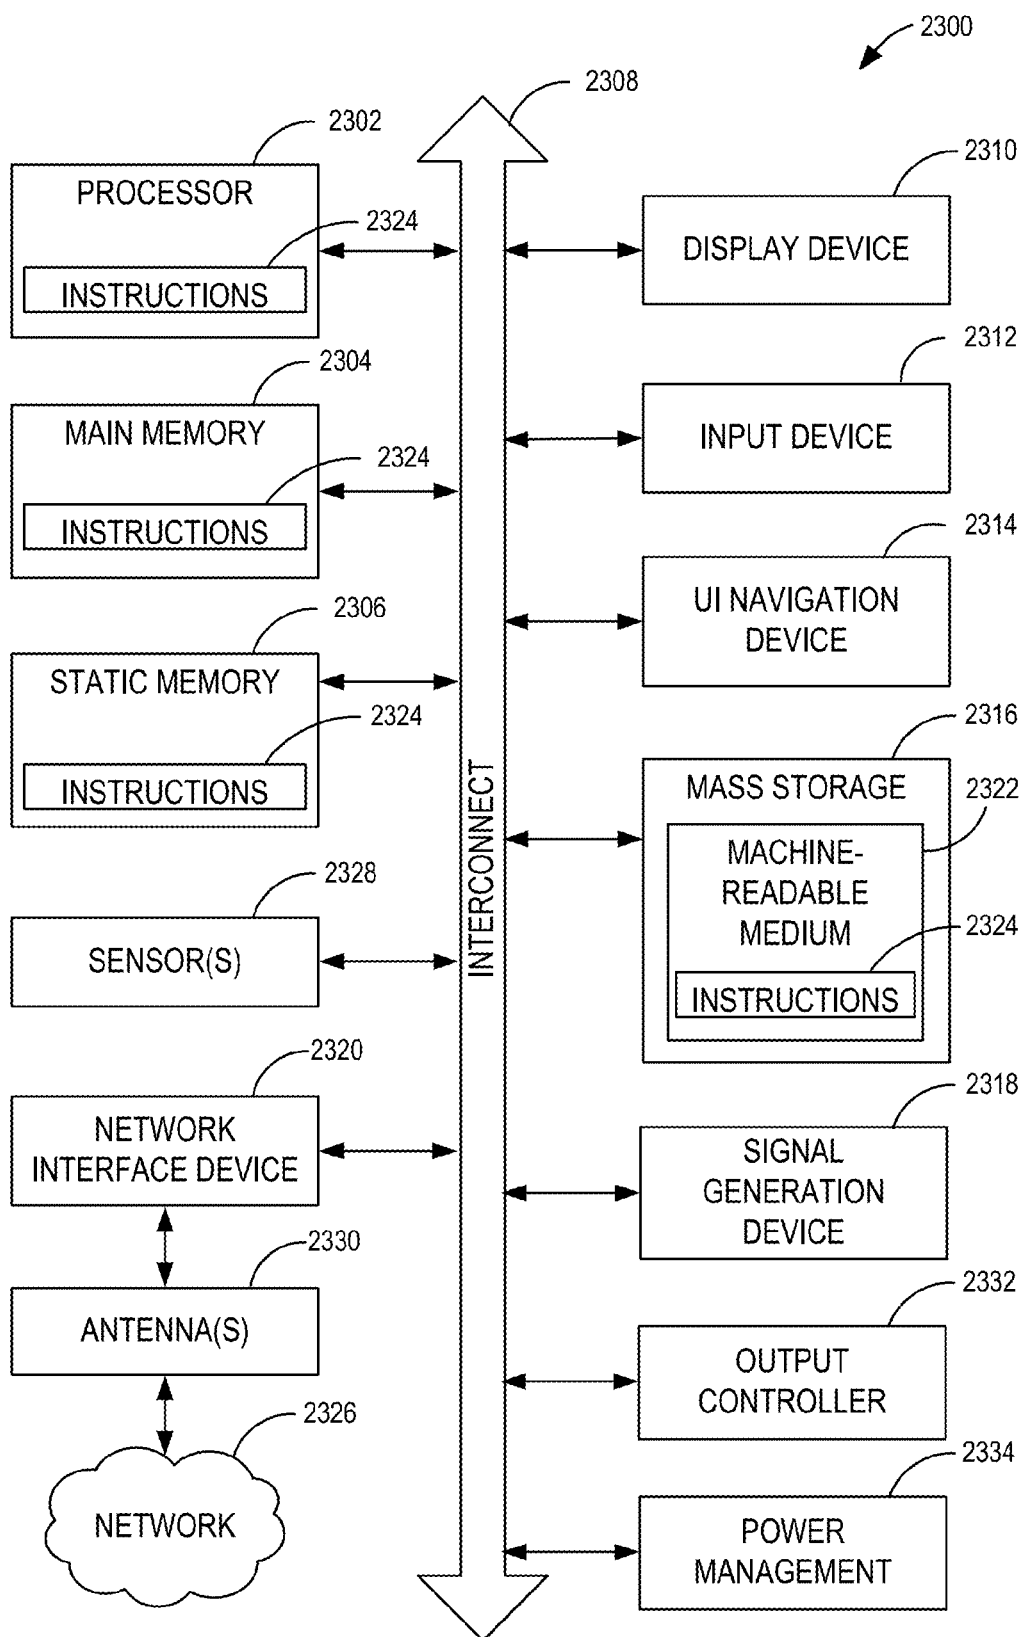 2300
2308
2302
PROCESSOR
2324
INSTRUCTIONS
2304
MAIN MEMORY
2324
INSTRUCTIONS
2306
STATIC MEMORY
2324
INSTRUCTIONS
2328
SENSOR(S)
2320
NETWORK
INTERFACE DEVICE
2330
ANTENNA(S)
2326
NETWORK
INTERCONNECT
2310
DISPLAY DEVICE
2312
INPUT DEVICE
2314
UI NAVIGATION
DEVICE
2316
MASS STORAGE
2322
MACHINE-
READABLE
MEDIUM
2324
INSTRUCTIONS
2318
SIGNAL
GENERATION
DEVICE
2332
OUTPUT
CONTROLLER
2334
POWER
MANAGEMENT